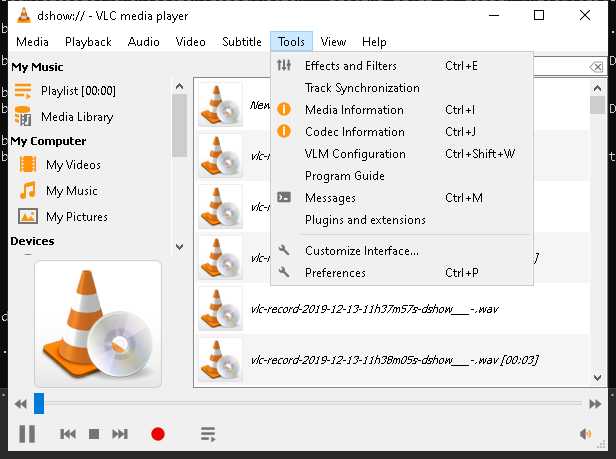 dshow:// - VLC media player
Media Playback Audio Video Subtitle Tools View Help
My Music
Playlist [00:00]
Media Library
My Computer
My Videos
My Music
My Pictures
Devices
Effects and Filters Ctrl+E
Track Synchronization
Media Information Ctrl+I
Codec Information Ctrl+J
VLM Configuration Ctrl+Shift+W
Program Guide
Messages Ctrl+M
Plugins and extensions
Customize Interface...
Preferences Ctrl+P
New
vlc-r
vlc-r
vlc-r ]
vlc-record-2019-12-13-11h37m57s-dshow___-.wav
vlc-record-2019-12-13-11h38m05s-dshow___-.wav [00:03]